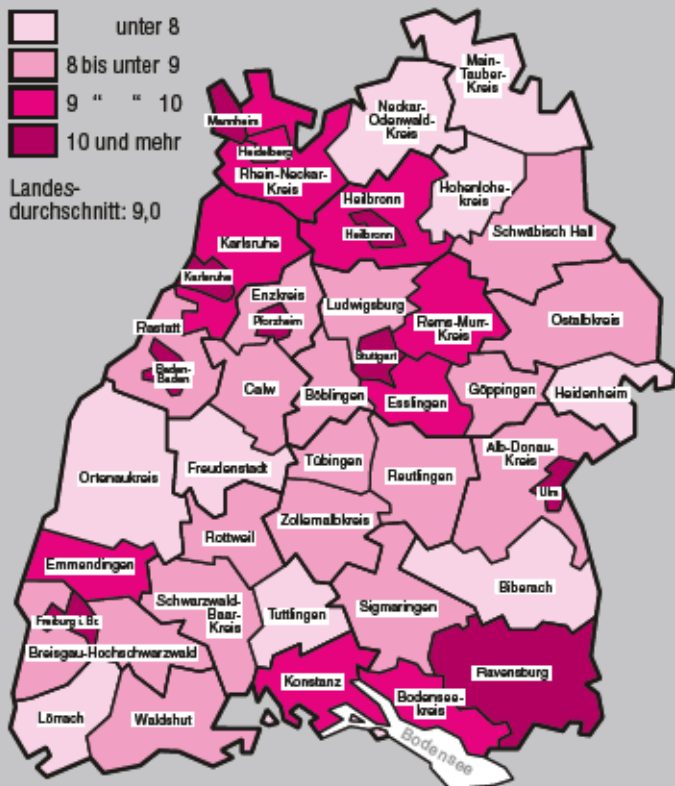 unter 8
8 bis unter 9
9 “ “ 10
10 und mehr
Landes-
durchschnitt: 9,0
Main-
Tauber-
Kreis
Neckar-
Odenwald-
Kreis
Mannheim
Heidelberg
Rhein-Neckar-
Kreis
Hohenlohe-
kreis
Heilbronn
Heilbronn
Schwäbisch Hall
Karlsruhe
Karlsruhe
Enzkreis
Pforzheim
Ludwigsburg
Rems-Murr-
Kreis
Ostalbkreis
Rastatt
Stuttgart
Baden-
Baden
Calw
Böblingen
Esslingen
Göppingen
Heidenheim
Ortenaukreis
Freudenstadt
Tübingen
Reutlingen
Alb-Donau-
Kreis
Ulm
Rottweil
Zollernalbkreis
Emmendingen
Biberach
Schwarzwald-
Baar-
Kreis
Tuttlingen
Sigmaringen
Freiburg i. Br.
Breisgau-Hochschwarzwald
Konstanz
Bodensee-
kreis
Ravensburg
Lörrach
Waldshut
Bodensee